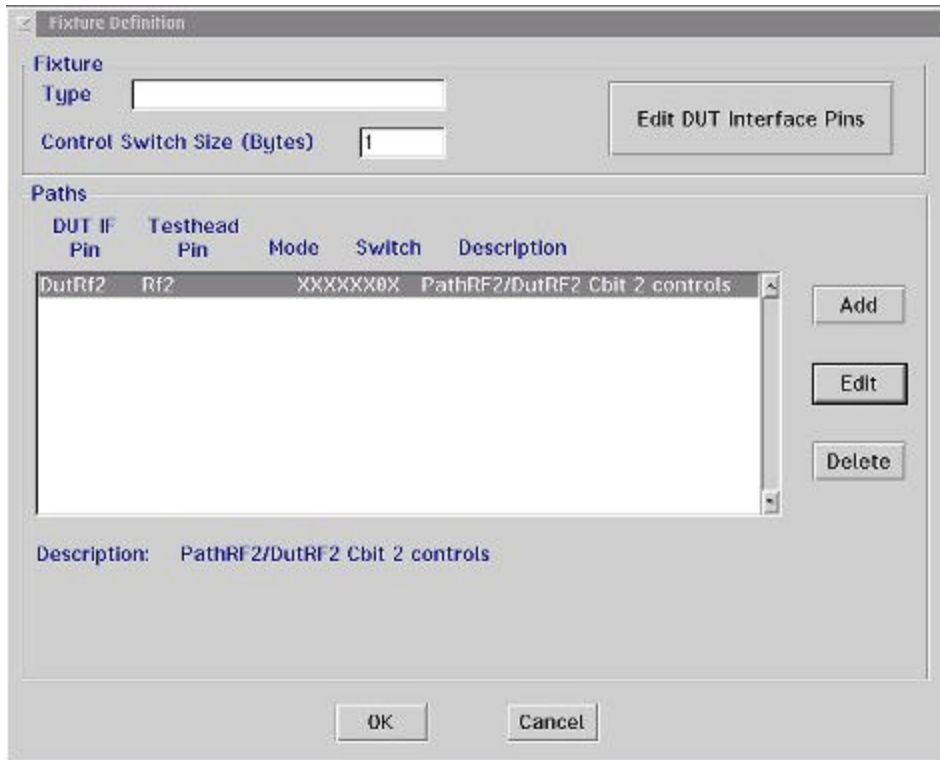 Fixture Definition
Fixture
Type
Edit DUT Interface Pins
Control Switch Size (Bytes) 1
Paths
DUT IF Pin Testhead Pin Mode Switch Description
DutRf2 Rf2 XXXXXX0X PathRF2/DutRF2 Cbit 2 controls
Add
Edit
Delete
Description: PathRF2/DutRF2 Cbit 2 controls
OK Cancel